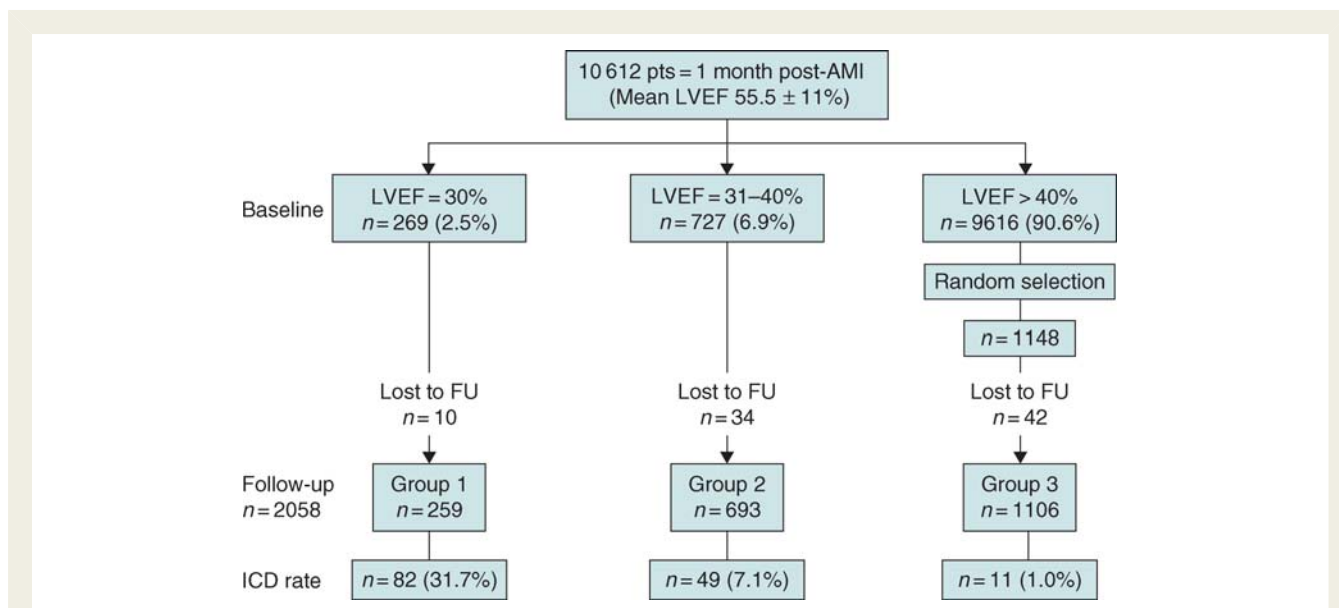 10 612 pts = 1 month post-AMI
(Mean LVEF 55.5 ± 11%)
Baseline
LVEF = 30%
n = 269 (2.5%)
LVEF = 31–40%
n = 727 (6.9%)
LVEF > 40%
n = 9616 (90.6%)
Random selection
n = 1148
Lost to FU
n = 10
Lost to FU
n = 34
Lost to FU
n = 42
Follow-up
n = 2058
Group 1
n = 259
Group 2
n = 693
Group 3
n = 1106
ICD rate
n = 82 (31.7%)
n = 49 (7.1%)
n = 11 (1.0%)